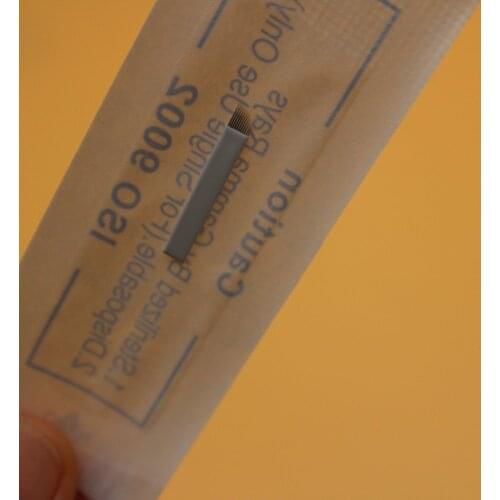 Caution
1.Sterilized By Gamma Rays
2.Disposable.(For Single Use Only)
ISO 9002